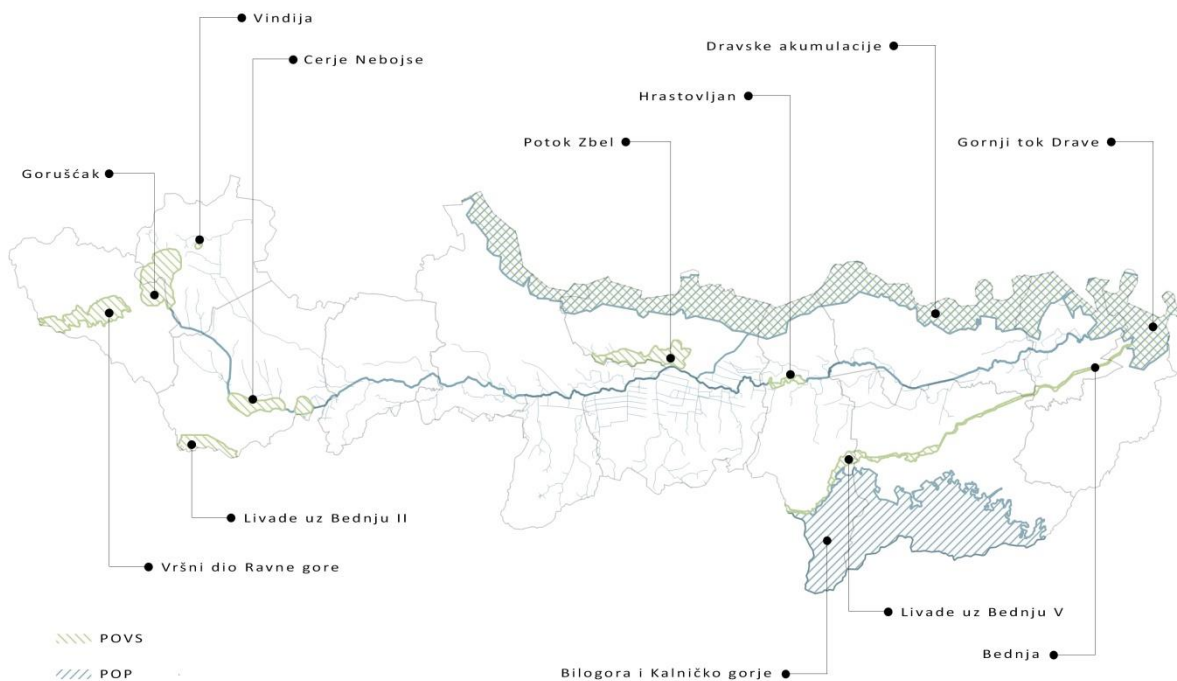 Vindija
Dravske akumulacije
Cerje Nebojse
Hrastovljan
Potok Zbel
Gornji tok Drave
Gorušćak
Livade uz Bednju II
Vršni dio Ravne gore
Livade uz Bednju V
POVS
Bednja
POP
Bilogora i Kalničko gorje